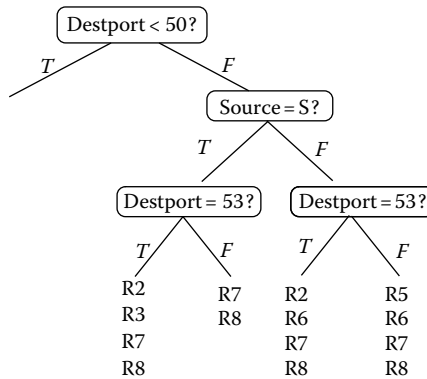 Destport < 50?
T F
Source = S?
T F
Destport = 53? Destport = 53?
T F T F
R2 R7 R2 R5
R3 R8 R6 R6
R7 R7 R7
R8 R8 R8